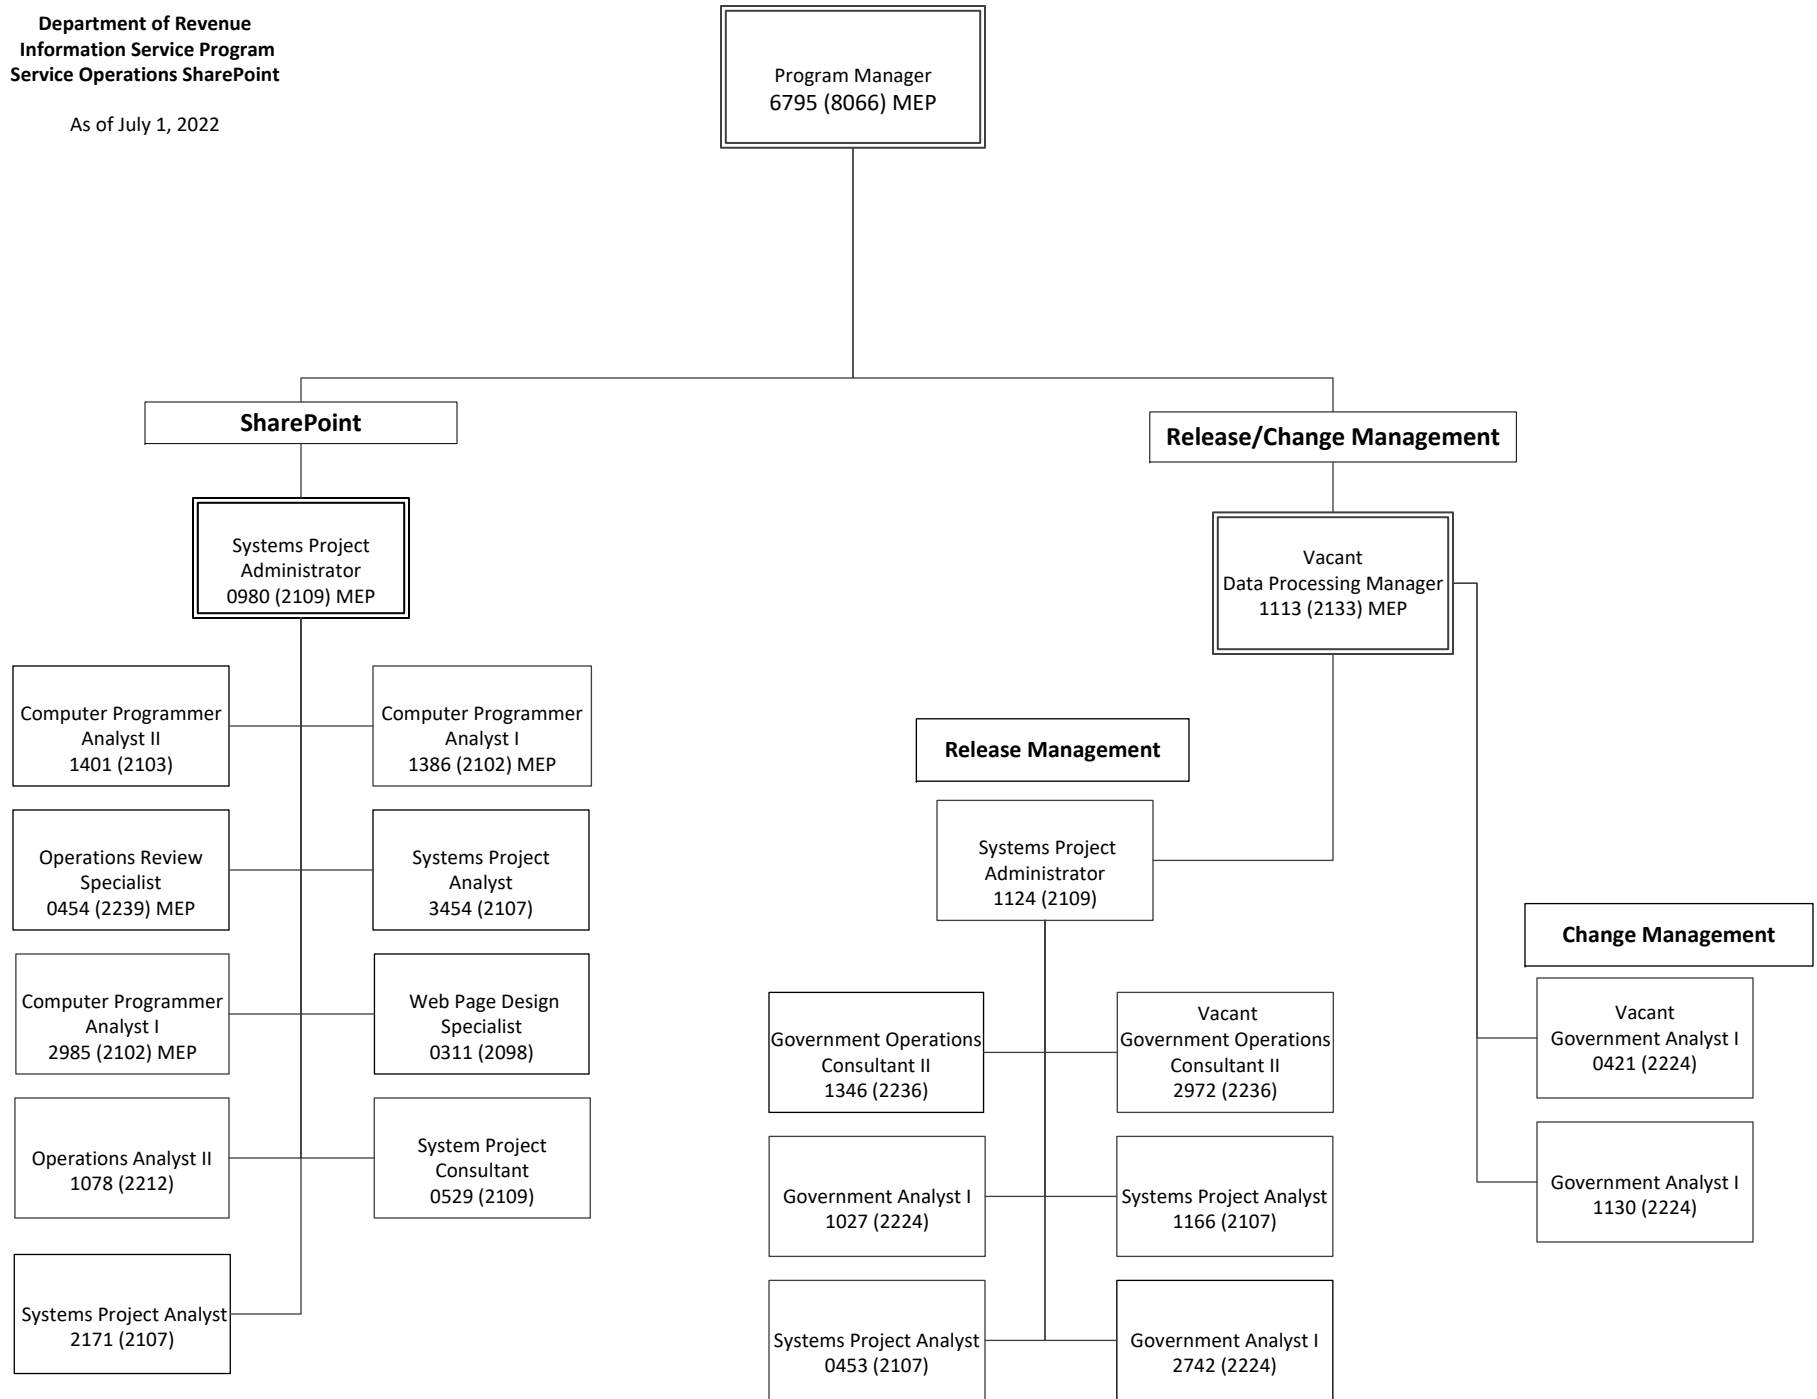 Department of Revenue
Information Service Program
Service Operations SharePoint
As of July 1, 2022
Program Manager
6795 (8066) MEP
SharePoint
Release/Change Management
Systems Project
Administrator
0980 (2109) MEP
Vacant
Data Processing Manager
1113 (2133) MEP
Computer Programmer
Analyst II
1401 (2103)
Computer Programmer
Analyst I
1386 (2102) MEP
Operations Review
Specialist
0454 (2239) MEP
Systems Project
Analyst
3454 (2107)
Computer Programmer
Analyst I
2985 (2102) MEP
Web Page Design
Specialist
0311 (2098)
Operations Analyst II
1078 (2212)
System Project
Consultant
0529 (2109)
Systems Project Analyst
2171 (2107)
Release Management
Systems Project
Administrator
1124 (2109)
Government Operations
Consultant II
1346 (2236)
Vacant
Government Operations
Consultant II
2972 (2236)
Government Analyst I
1027 (2224)
Systems Project Analyst
1166 (2107)
Systems Project Analyst
0453 (2107)
Government Analyst I
2742 (2224)
Change Management
Vacant
Government Analyst I
0421 (2224)
Government Analyst I
1130 (2224)